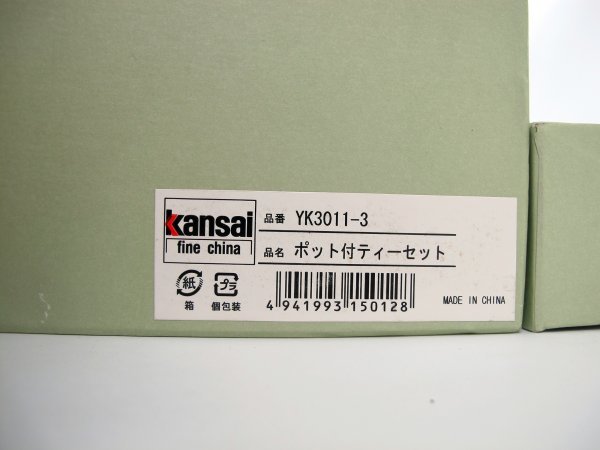 kansai
fine china
品番 YK3011-3
品名 ポット付ティーセット
紙
箱
プラ
個包装
4 941993 150128
MADE IN CHINA